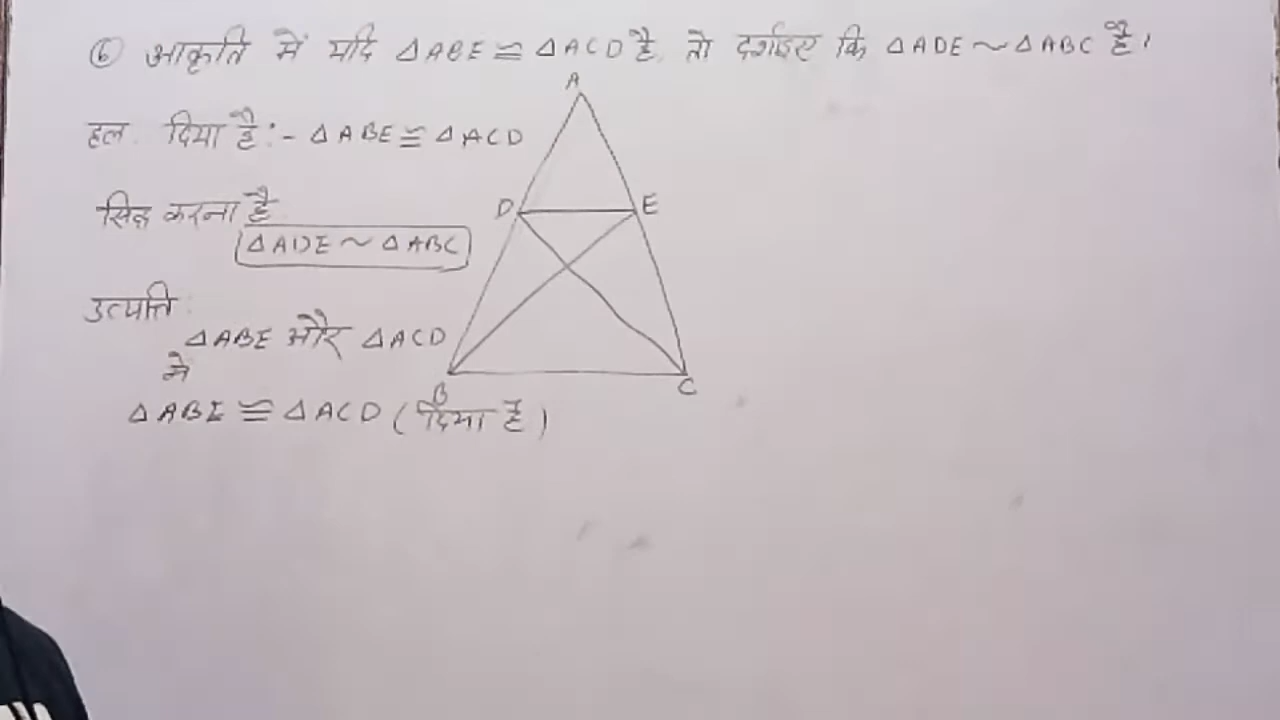 ⑥ आकृति में यदि △ABE ≅ △ACD है, तो दर्शाइए कि △ADE ~ △ABC है।
A
हल. दिया है:- △ABE ≅ △ACD
D E
सिद्ध करना है
△ADE ~ △ABC
उत्पत्ति:
△ABE और △ACD
में
B C
△ABE ≅ △ACD (दिया है)